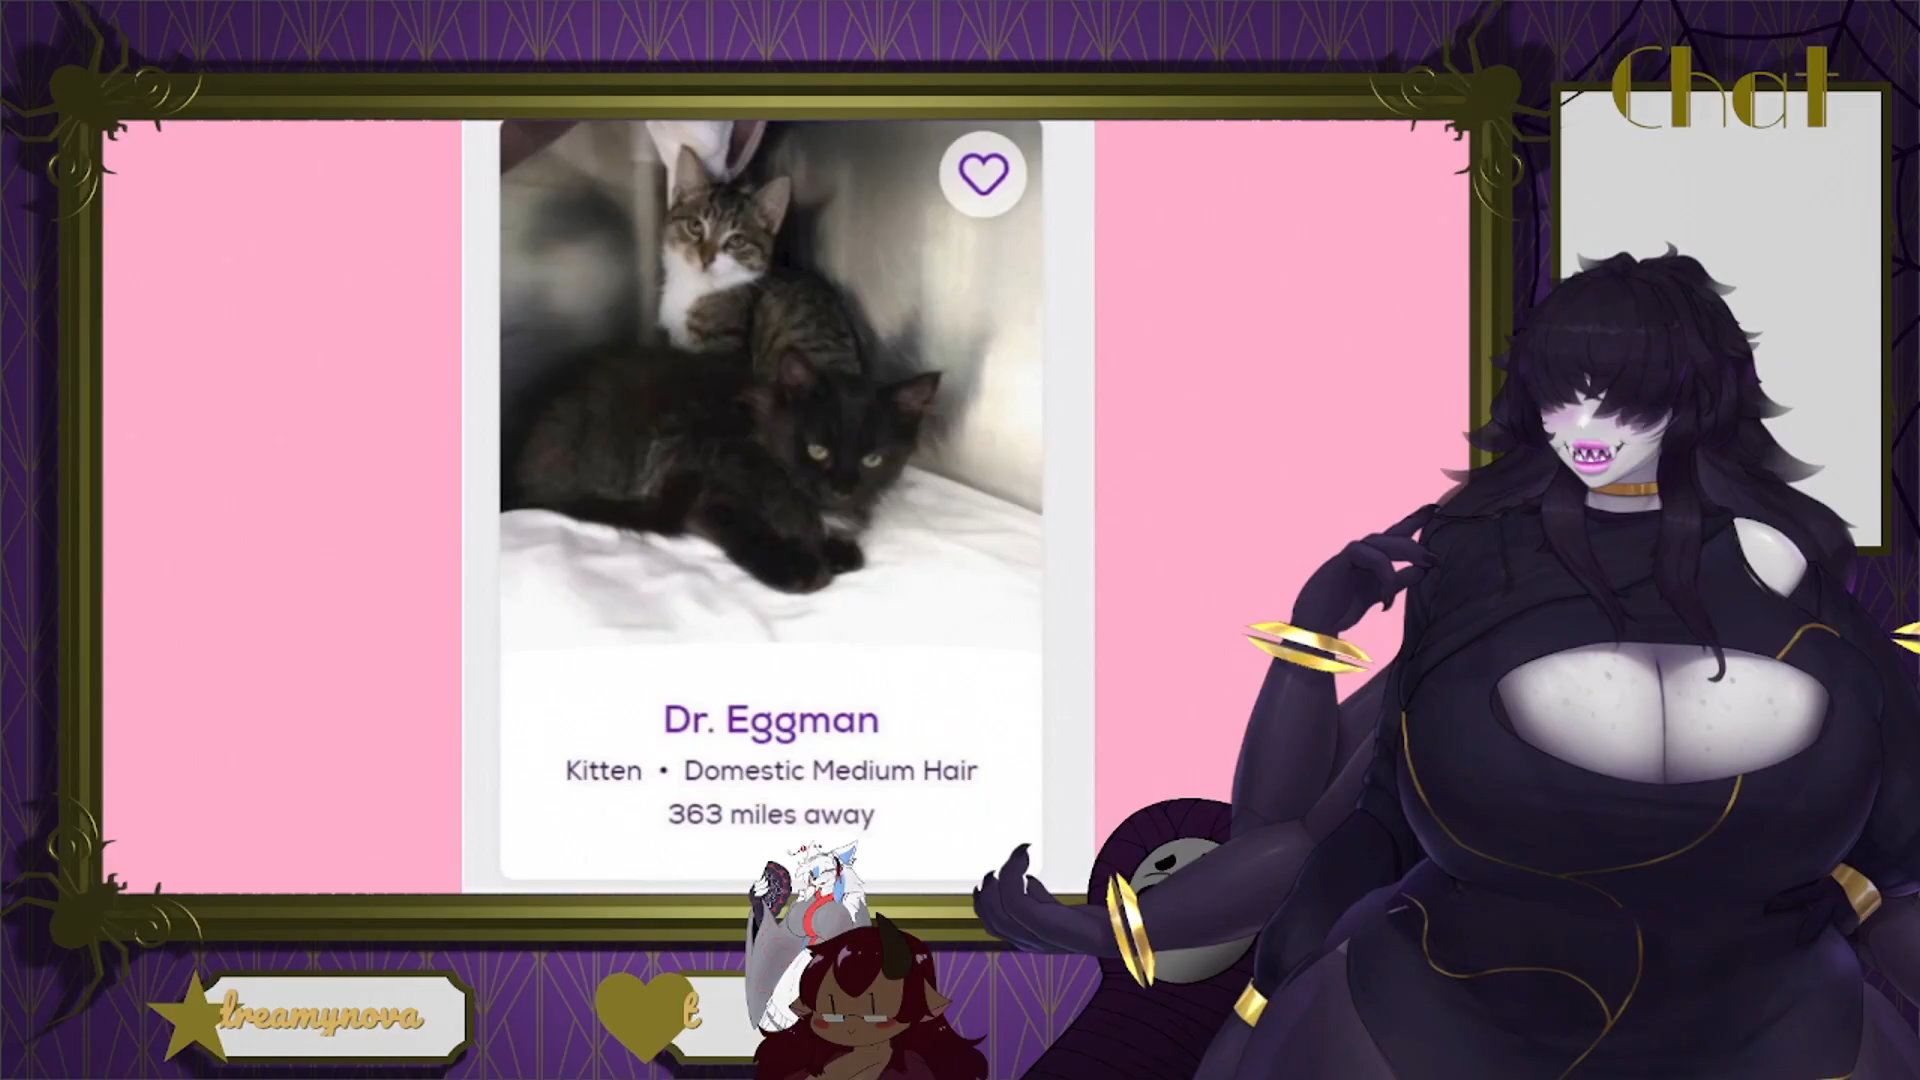 Chat
Dr. Eggman
Kitten • Domestic Medium Hair
363 miles away
dreamynova
t